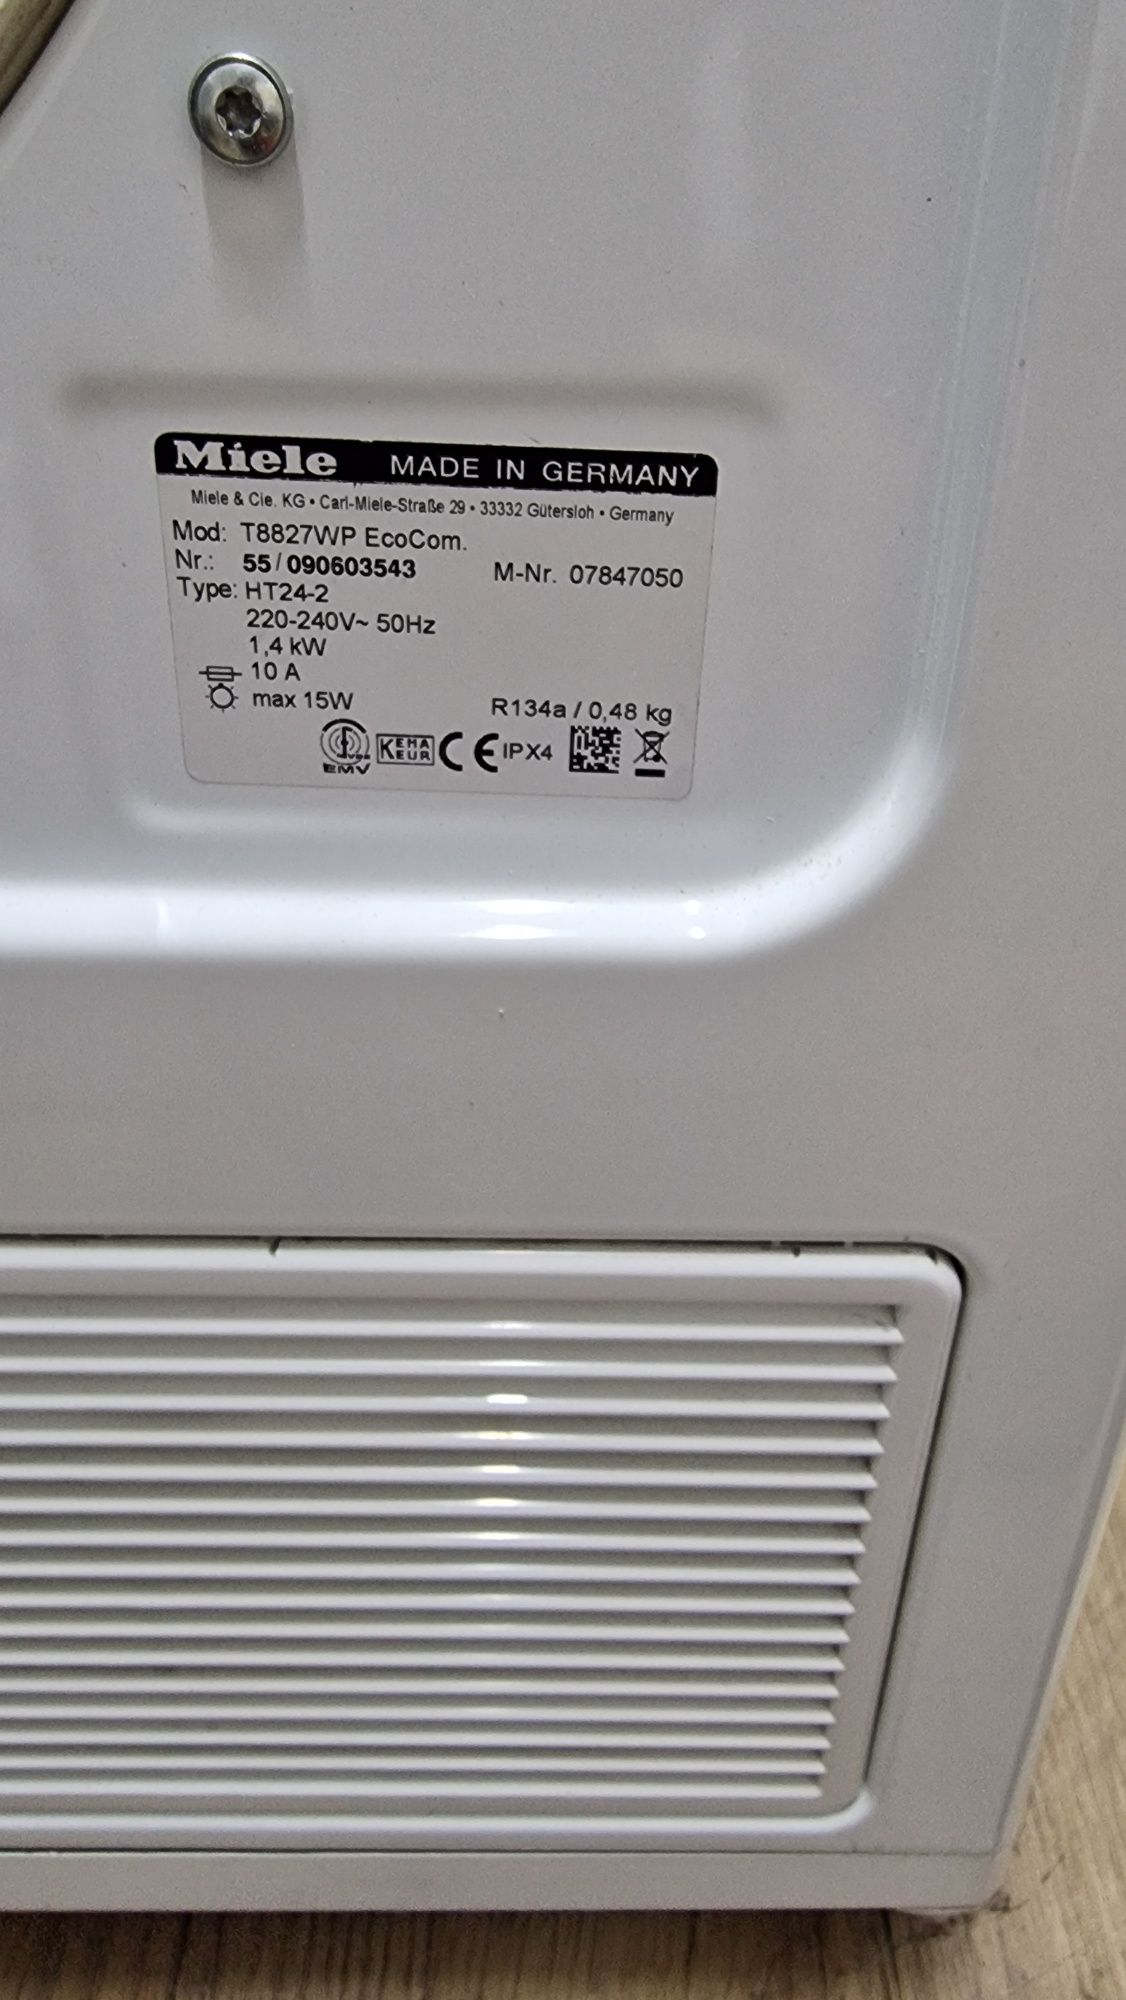 Miele MADE IN GERMANY
Miele & Cie. KG • Carl-Miele-Straße 29 • 33332 Gütersloh • Germany
Mod: T8827WP EcoCom.
Nr.: 55/090603543 M-Nr. 07847050
Type: HT24-2
220-240V~ 50Hz
1,4 kW
10 A
max 15W R134a / 0,48 kg
EMV KEMA KEUR CE IPX4